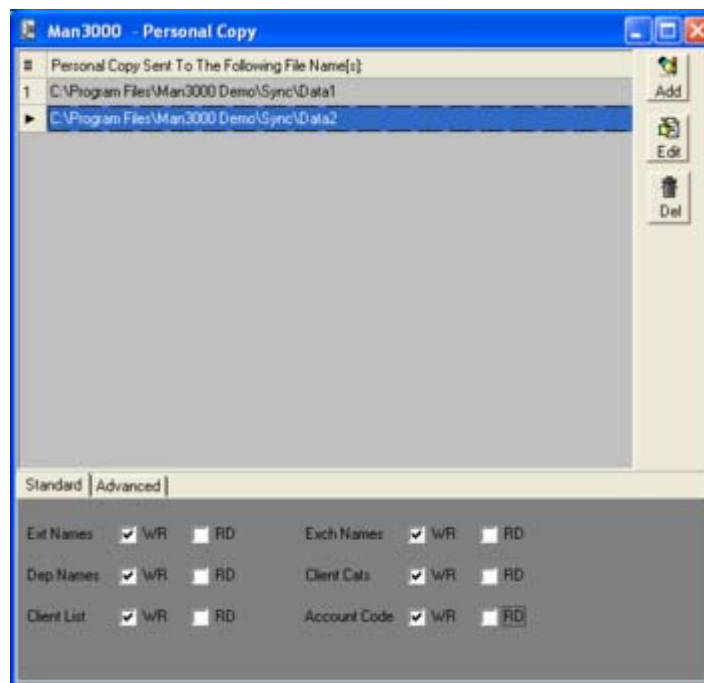 Man3000 - Personal Copy
# Personal Copy Sent To The Following File Name[s]:
1 C:\Program Files\Man3000 Demo\Sync\Data1
C:\Program Files\Man3000 Demo\Sync\Data2
Add
Edit
Del
Standard Advanced
Ext Names WR RD Exch Names WR RD
Dep Names WR RD Client Cats WR RD
Client List WR RD Account Code WR RD